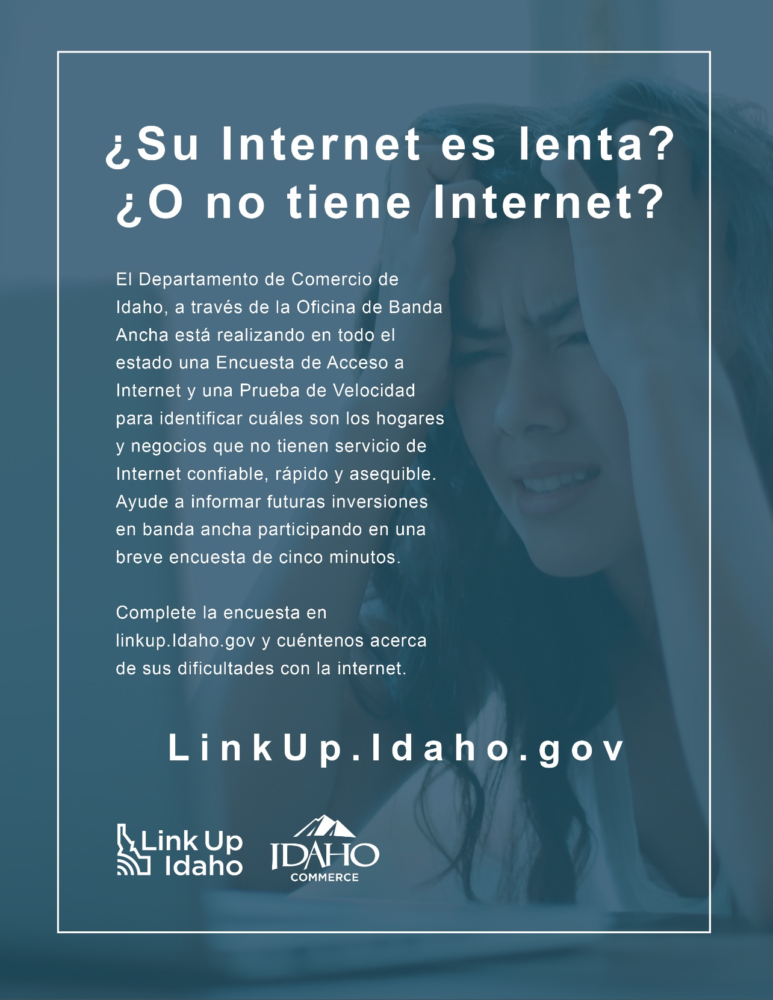 ¿Su Internet es lenta?
¿O no tiene Internet?
El Departamento de Comercio de
Idaho, a través de la Oficina de Banda
Ancha está realizando en todo el
estado una Encuesta de Acceso a
Internet y una Prueba de Velocidad
para identificar cuáles son los hogares
y negocios que no tienen servicio de
Internet confiable, rápido y asequible.
Ayude a informar futuras inversiones
en banda ancha participando en una
breve encuesta de cinco minutos.
Complete la encuesta en
linkup.Idaho.gov y cuéntenos acerca
de sus dificultades con la internet.
LinkUp.Idaho.gov
Link Up
Idaho
IDAHO
COMMERCE